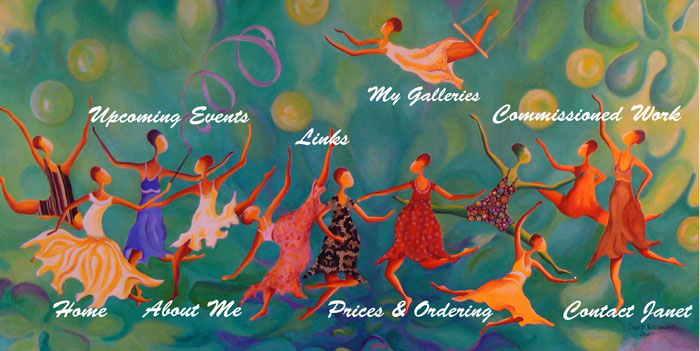 My Galleries
Upcoming Events
Commissioned Work
Links
Home
About Me
Prices & Ordering
Contact Janet